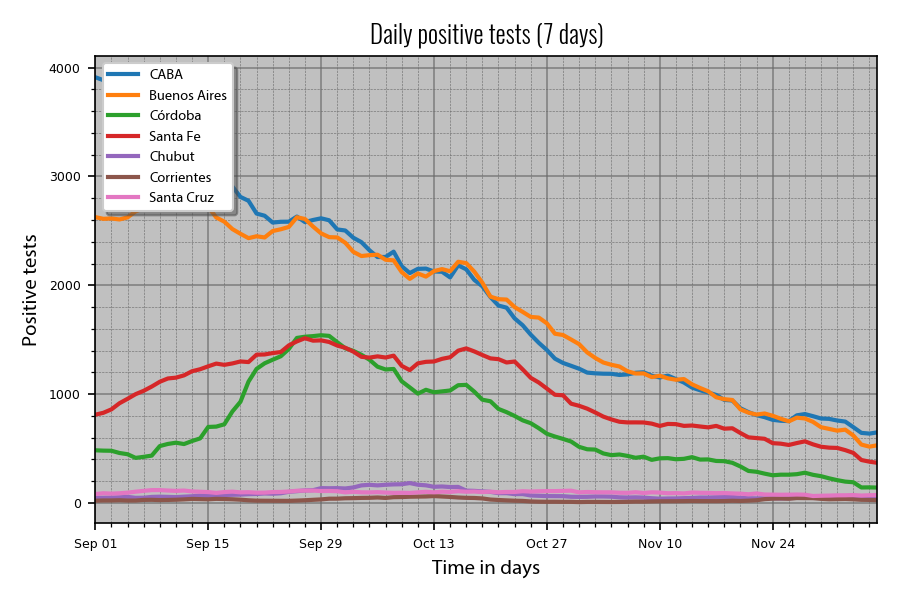 Daily positive tests (7 days)
4000
3000
2000
1000
0
Positive tests
CABA
Buenos Aires
Córdoba
Santa Fe
Chubut
Corrientes
Santa Cruz
Sep 01 Sep 15 Sep 29 Oct 13 Oct 27 Nov 10 Nov 24
Time in days